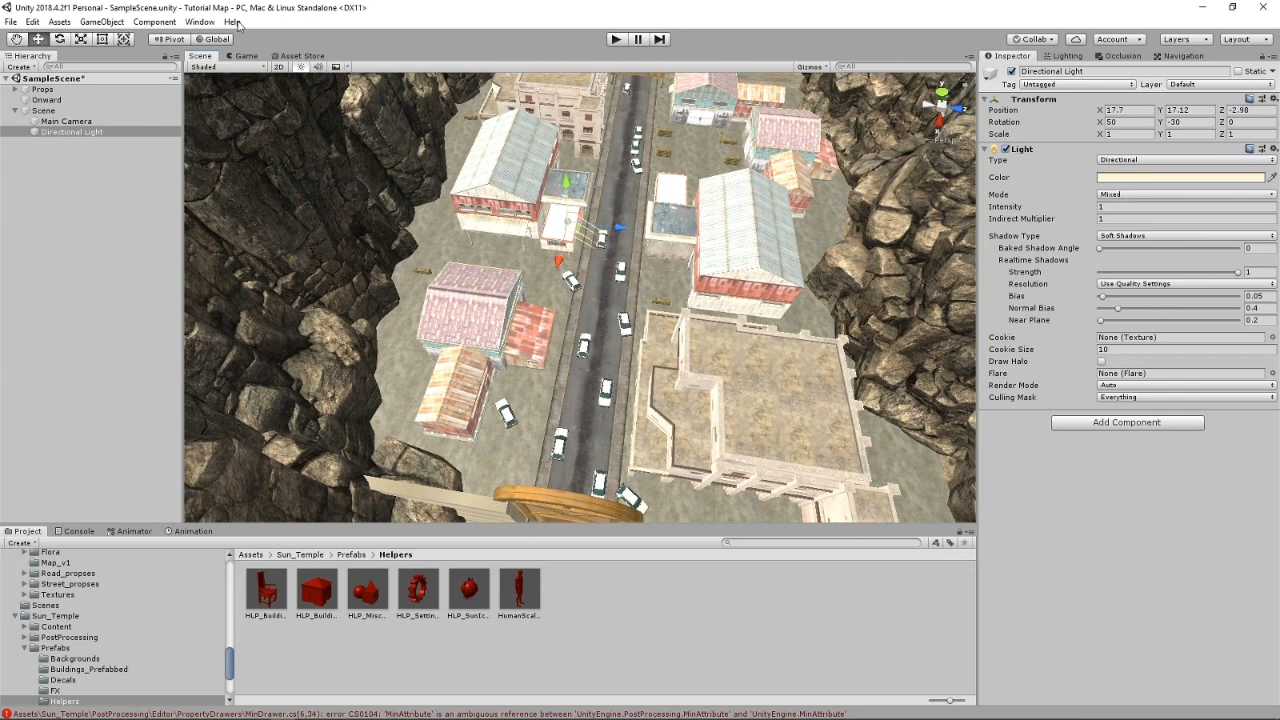 Unity 2018.4.2f1 Personal - SampleScene.unity - Tutorial Map - PC, Mac & Linux Standalone <DX11>
File Edit Assets GameObject Component Window Help
Pivot Global Collab Account Layers Layout
Hierarchy
Create All
SampleScene*
Props
Onward
Scene
Main Camera
Directional Light
Scene Game Asset Store
Shaded 2D Gizmos All
Persp
Inspector Lighting Occlusion Navigation
Directional Light Static
Tag Untagged Layer Default
Transform
Position X 17.7 Y 17.12 Z -2.98
Rotation X 50 Y -30 Z 0
Scale X 1 Y 1 Z 1
Light
Type Directional
Color
Mode Mixed
Intensity 1
Indirect Multiplier 1
Shadow Type Soft Shadows
Baked Shadow Angle 0
Realtime Shadows
Strength 1
Resolution Use Quality Settings
Bias 0.05
Normal Bias 0.4
Near Plane 0.2
Cookie None (Texture)
Cookie Size 10
Draw Halo
Flare None (Flare)
Render Mode Auto
Culling Mask Everything
Add Component
Project Console Animator Animation
Create
Flora
Map_v1
Road_propses
Street_propses
Textures
Scenes
Sun_Temple
Content
PostProcessing
Prefabs
Backgrounds
Buildings_Prefabbed
Decals
FX
Helpers
Assets Sun_Temple Prefabs Helpers
HLP_Buildi.. HLP_Buildi.. HLP_Misc.. HLP_Settin.. HLP_SunIc.. HumanScal..
Assets\Sun_Temple\PostProcessing\Editor\PropertyDrawers\MinDrawer.cs(6,34): error CS0104: 'MinAttribute' is an ambiguous reference between 'UnityEngine.PostProcessing.MinAttribute' and 'UnityEngine.MinAttribute'